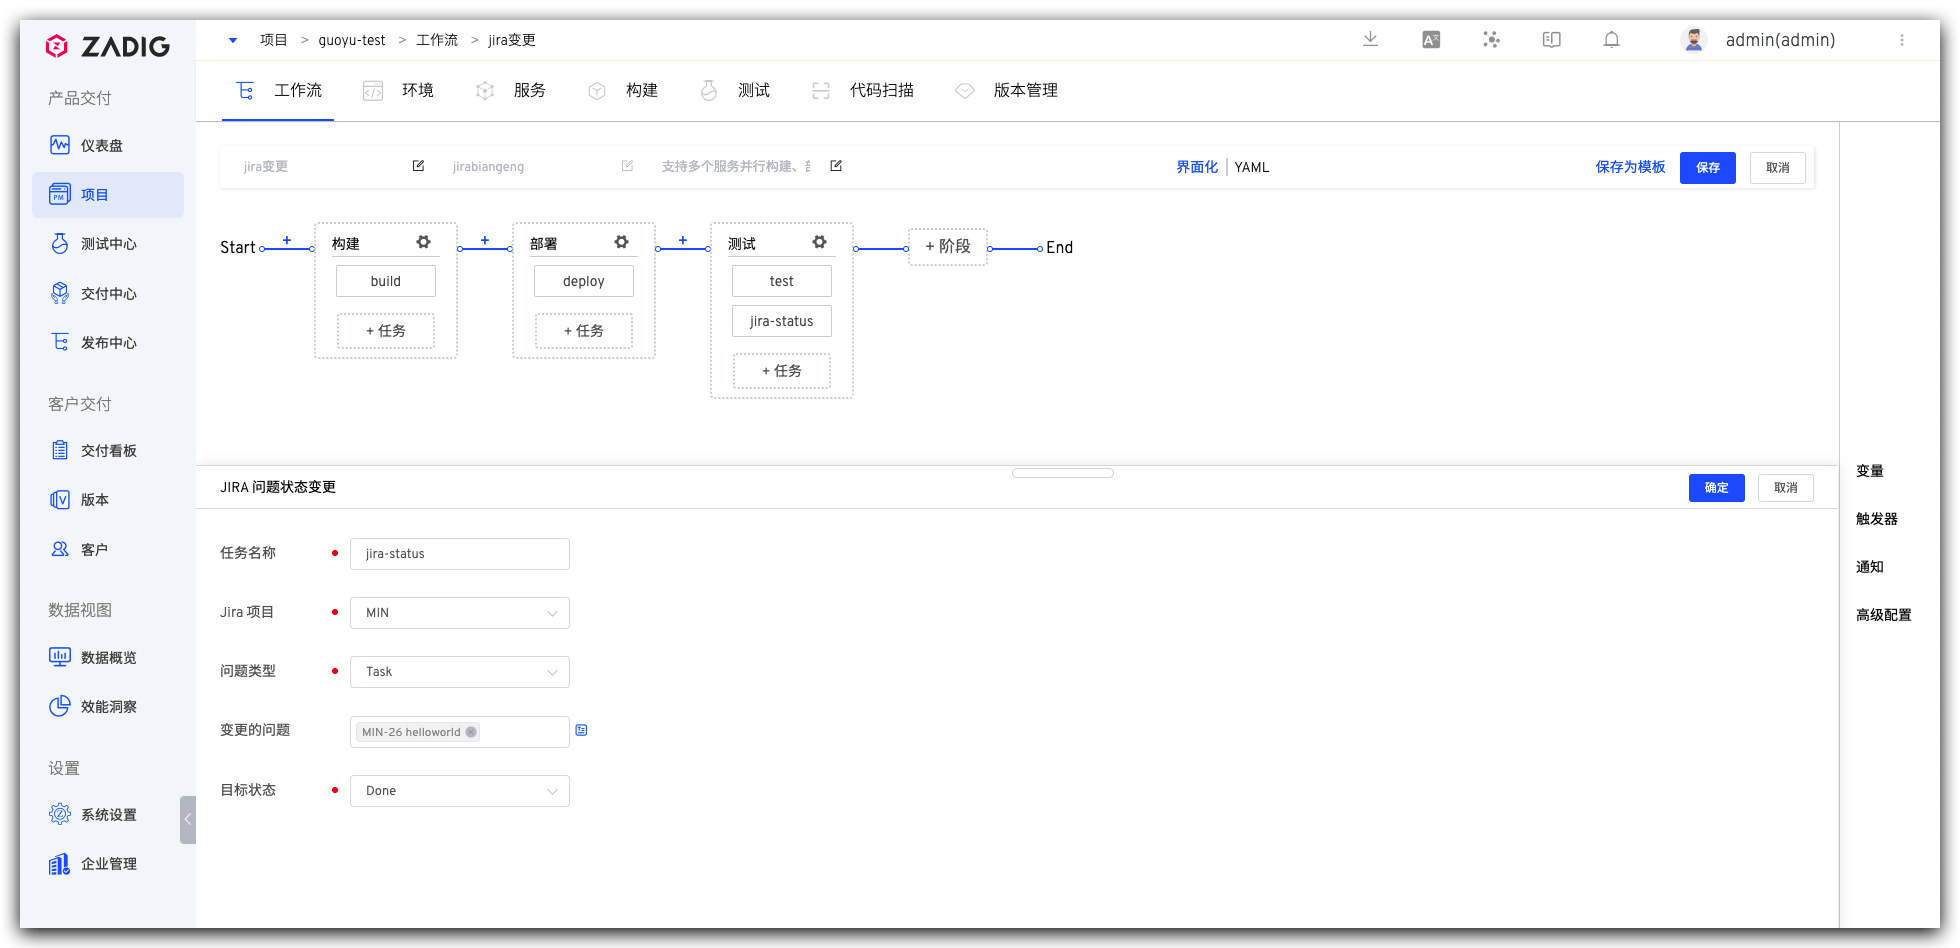 ZADIG
产品交付
仪表盘
项目
测试中心
交付中心
发布中心
客户交付
交付看板
版本
客户
数据视图
数据概览
效能洞察
设置
系统设置
企业管理
项目 > guoyu-test > 工作流 > jira变更
admin(admin)
工作流 环境 服务 构建 测试 代码扫描 版本管理
jira变更 jirabiangeng 支持多个服务并行构建、 界面化 | YAML 保存为模板 保存 取消
Start + 构建 + 部署 + 测试 + 阶段 End
build deploy test
jira-status
+ 任务 + 任务 + 任务
JIRA 问题状态变更 确定 取消
任务名称 jira-status
Jira 项目 MIN
问题类型 Task
变更的问题 MIN-26 helloworld
目标状态 Done
变量
触发器
通知
高级配置